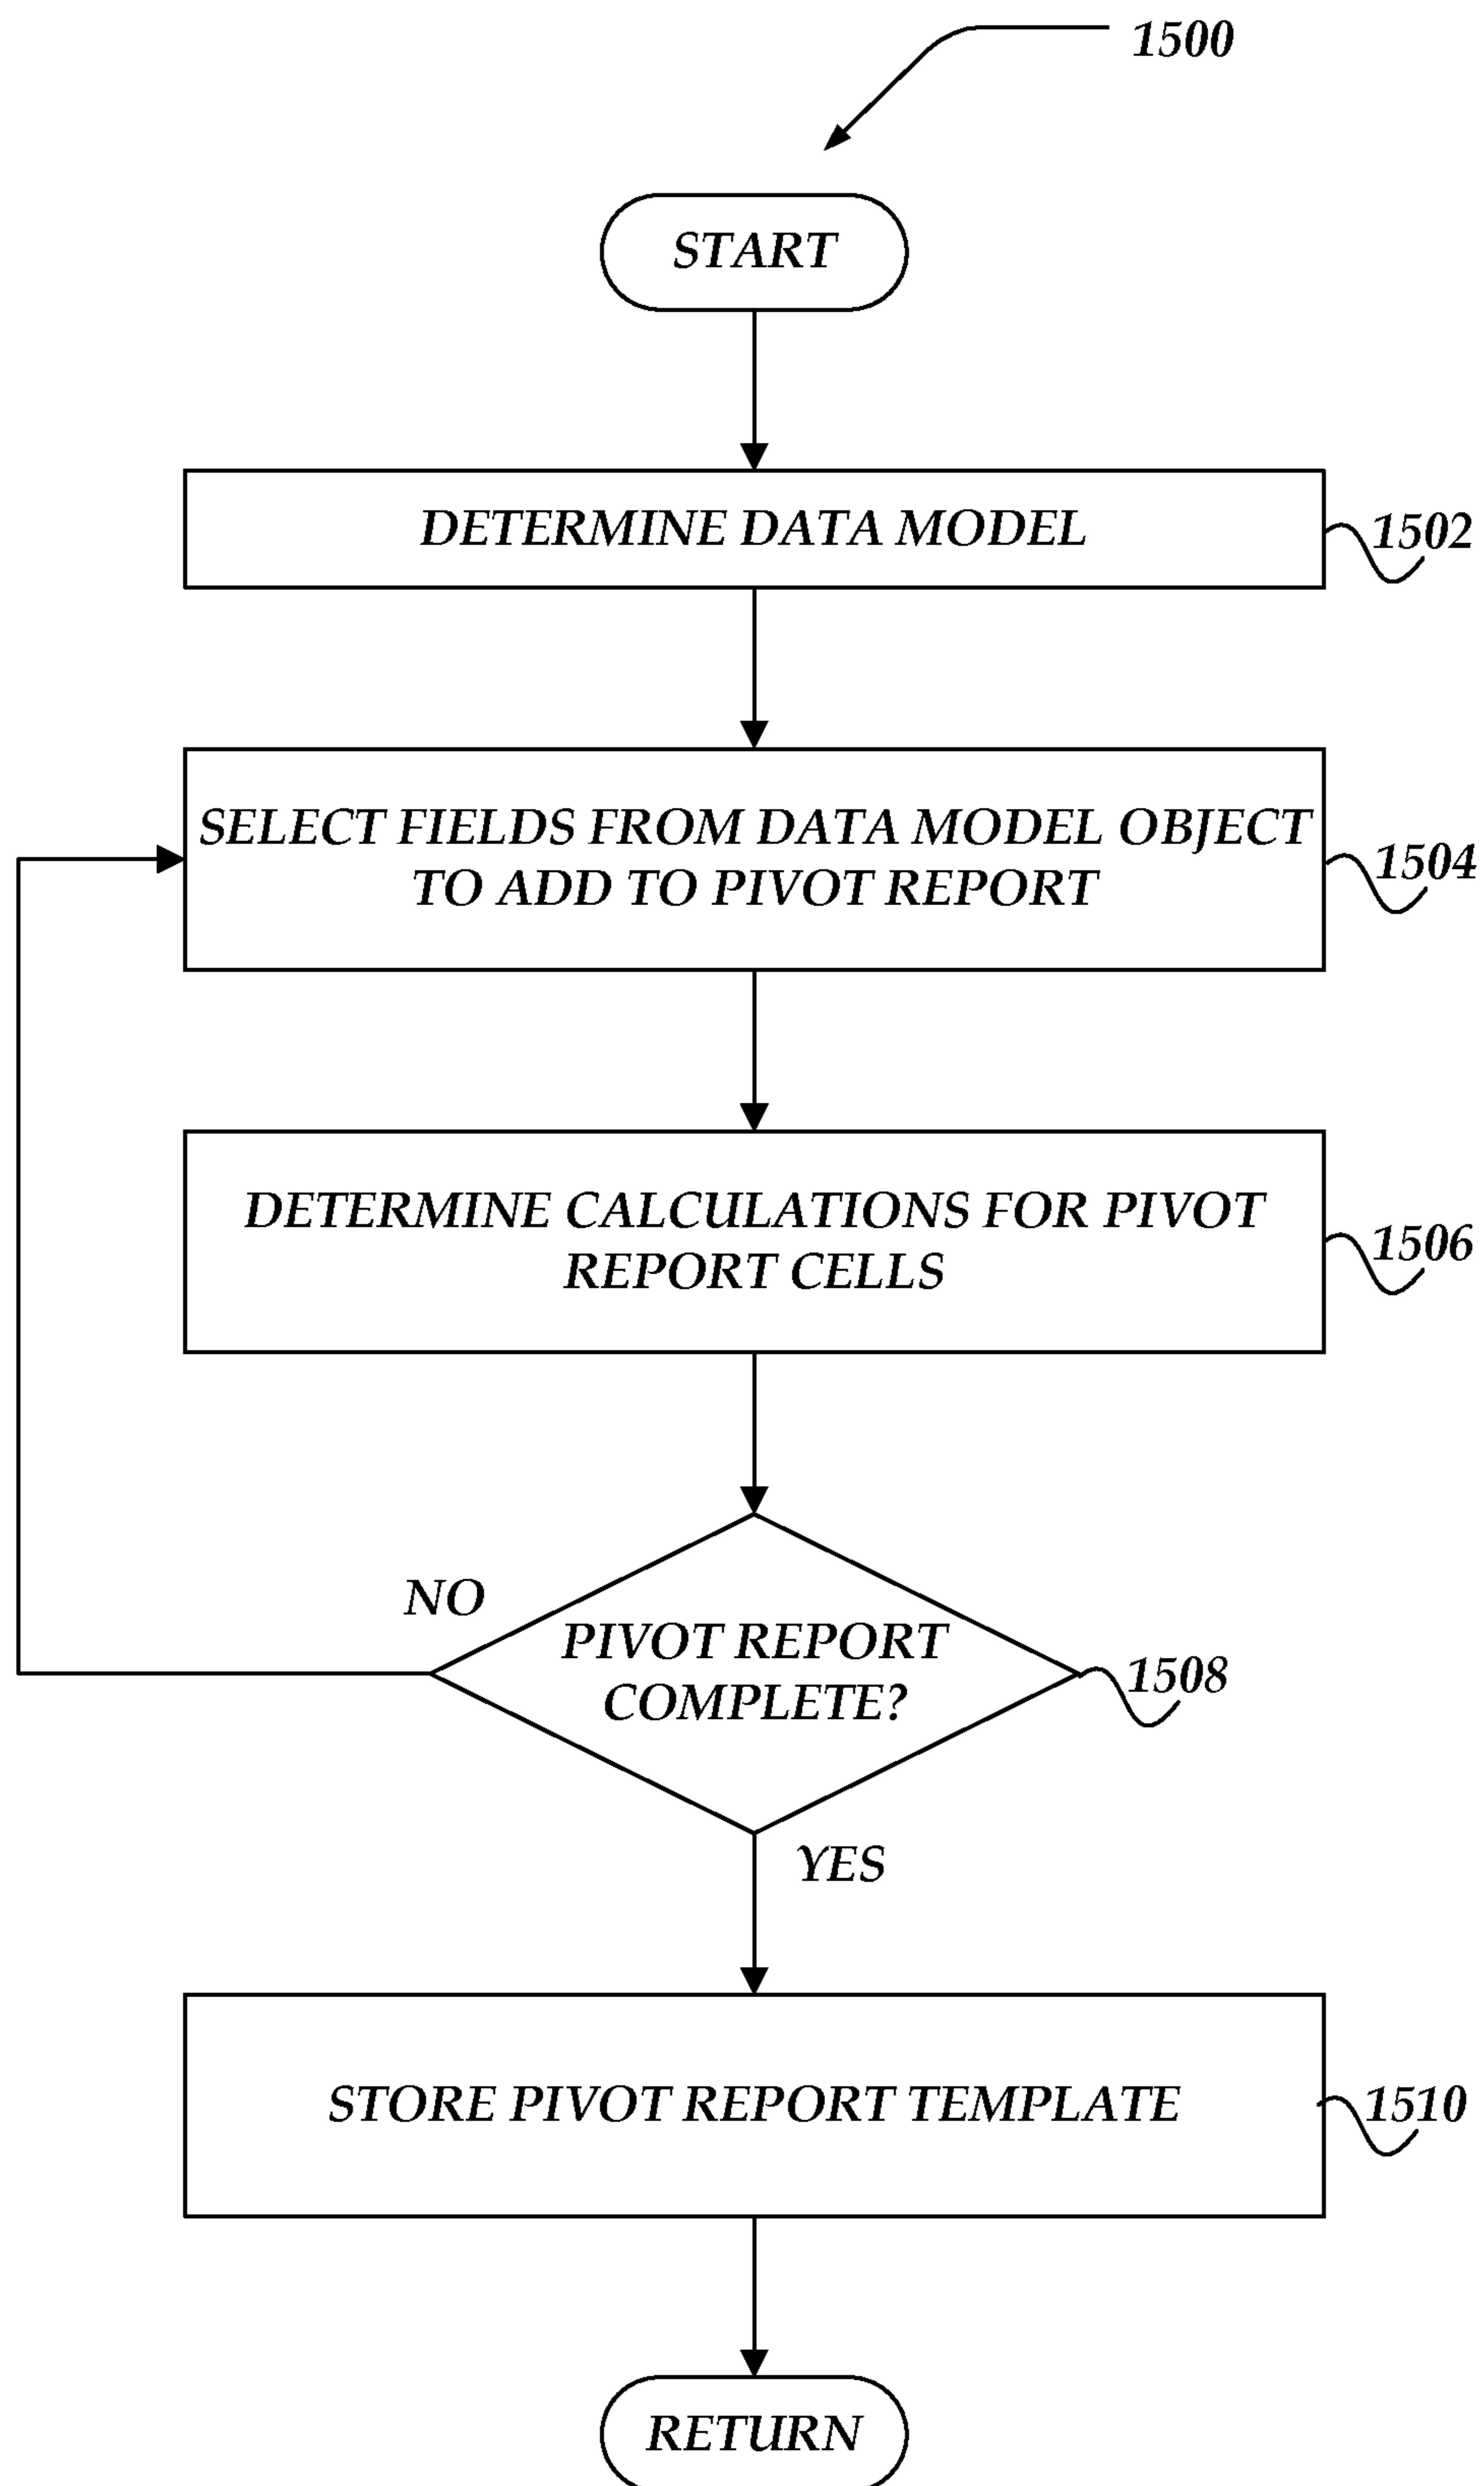 1500
START
DETERMINE DATA MODEL
1502
SELECT FIELDS FROM DATA MODEL OBJECT
TO ADD TO PIVOT REPORT
1504
DETERMINE CALCULATIONS FOR PIVOT
REPORT CELLS
1506
NO
PIVOT REPORT
COMPLETE?
1508
YES
STORE PIVOT REPORT TEMPLATE
1510
RETURN